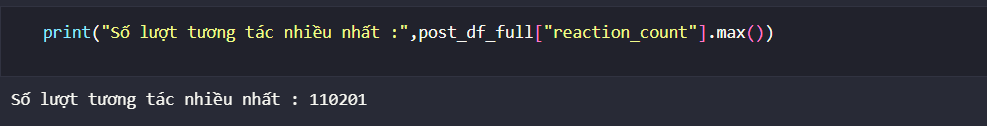 print("Số lượt tương tác nhiều nhất :",post_df_full["reaction_count"].max())
Số lượt tương tác nhiều nhất : 110201